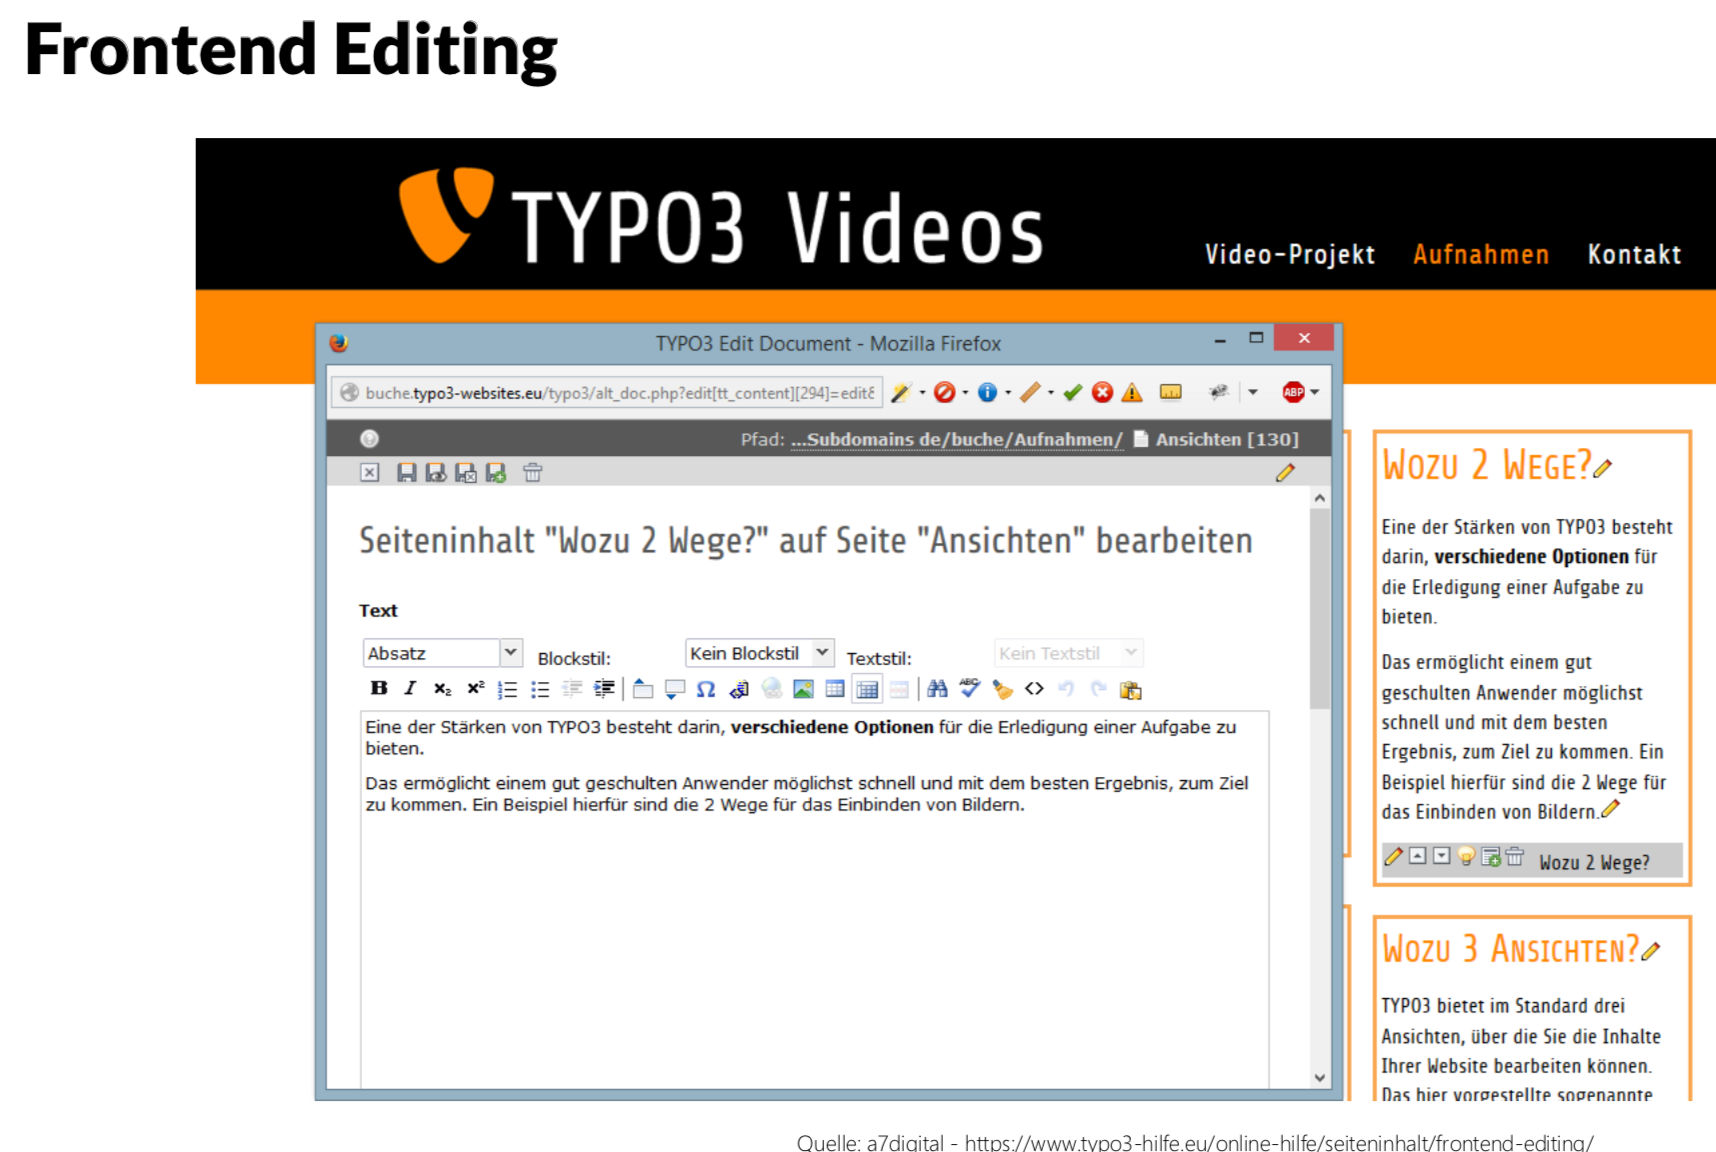 Frontend Editing
TYPO3 Videos
Video-Projekt Aufnahmen Kontakt
TYPO3 Edit Document - Mozilla Firefox
buche.typo3-websites.eu/typo3/alt_doc.php?edit[tt_content][294]=edit&
ABP
Pfad: ...Subdomains de/buche/Aufnahmen/ Ansichten [130]
Seiteninhalt "Wozu 2 Wege?" auf Seite "Ansichten" bearbeiten
Text
Absatz Blockstil: Kein Blockstil Textstil: Kein Textstil
B I x₂ x² Ω ABC <>
Eine der Stärken von TYPO3 besteht darin, verschiedene Optionen für die Erledigung einer Aufgabe zu
bieten.
Das ermöglicht einem gut geschulten Anwender möglichst schnell und mit dem besten Ergebnis, zum Ziel
zu kommen. Ein Beispiel hierfür sind die 2 Wege für das Einbinden von Bildern.
Wozu 2 Wege?
Eine der Stärken von TYPO3 besteht
darin, verschiedene Optionen für
die Erledigung einer Aufgabe zu
bieten.
Das ermöglicht einem gut
geschulten Anwender möglichst
schnell und mit dem besten
Ergebnis, zum Ziel zu kommen. Ein
Beispiel hierfür sind die 2 Wege für
das Einbinden von Bildern.
Wozu 2 Wege?
Wozu 3 Ansichten?
TYPO3 bietet im Standard drei
Ansichten, über die Sie die Inhalte
Ihrer Website bearbeiten können.
Das hier vorgestellte sogenannte
Quelle: a7digital - https://www.typo3-hilfe.eu/online-hilfe/seiteninhalt/frontend-editing/